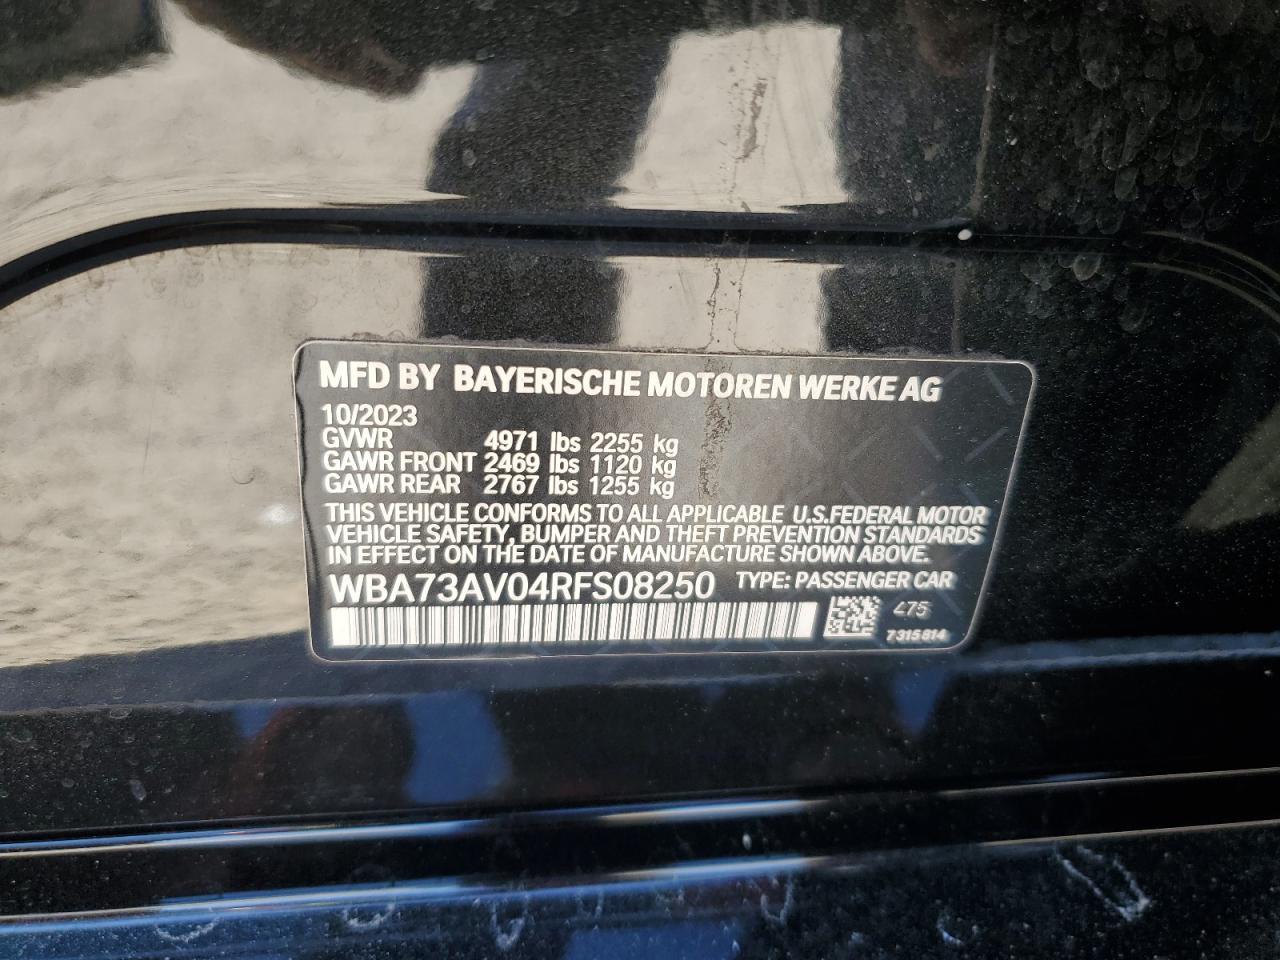 MFD BY BAYERISCHE MOTOREN WERKE AG
10/2023
GVWR 4971 lbs 2255 kg
GAWR FRONT 2469 lbs 1120 kg
GAWR REAR 2767 lbs 1255 kg
THIS VEHICLE CONFORMS TO ALL APPLICABLE U.S.FEDERAL MOTOR
VEHICLE SAFETY, BUMPER AND THEFT PREVENTION STANDARDS
IN EFFECT ON THE DATE OF MANUFACTURE SHOWN ABOVE.
WBA73AV04RFS08250 TYPE: PASSENGER CAR
475
7315814